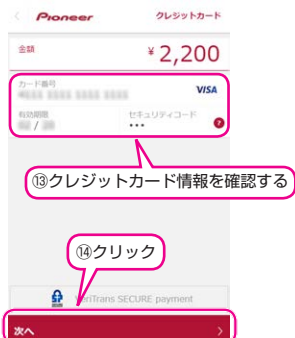 Pioneer クレジットカード
金額 ¥ 2,200
カード番号
VISA
有効期限 セキュリティコード
/ ••• ?
⑬クレジットカード情報を確認する
⑭クリック
VeriTrans SECURE payment
次へ